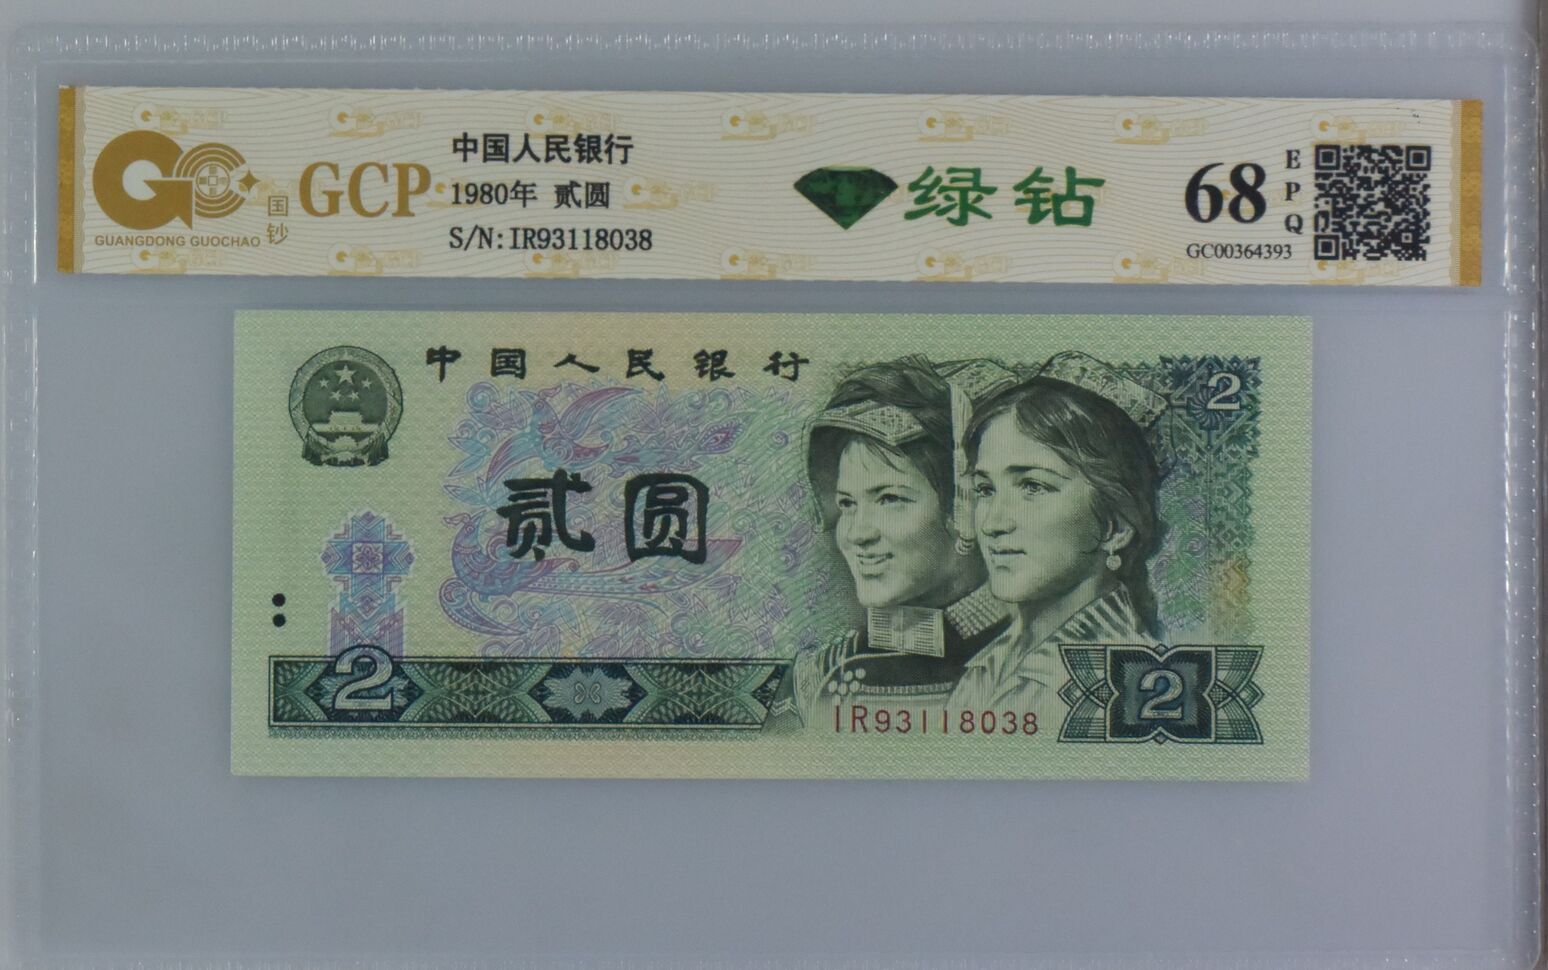 GCP
国钞
GUANGDONG GUOCHAO
中国人民银行
1980年 贰圆
S/N:IR93118038
绿钻
68
EPQ
GC00364393
中国人民银行
2
贰圆
2
IR93118038
2